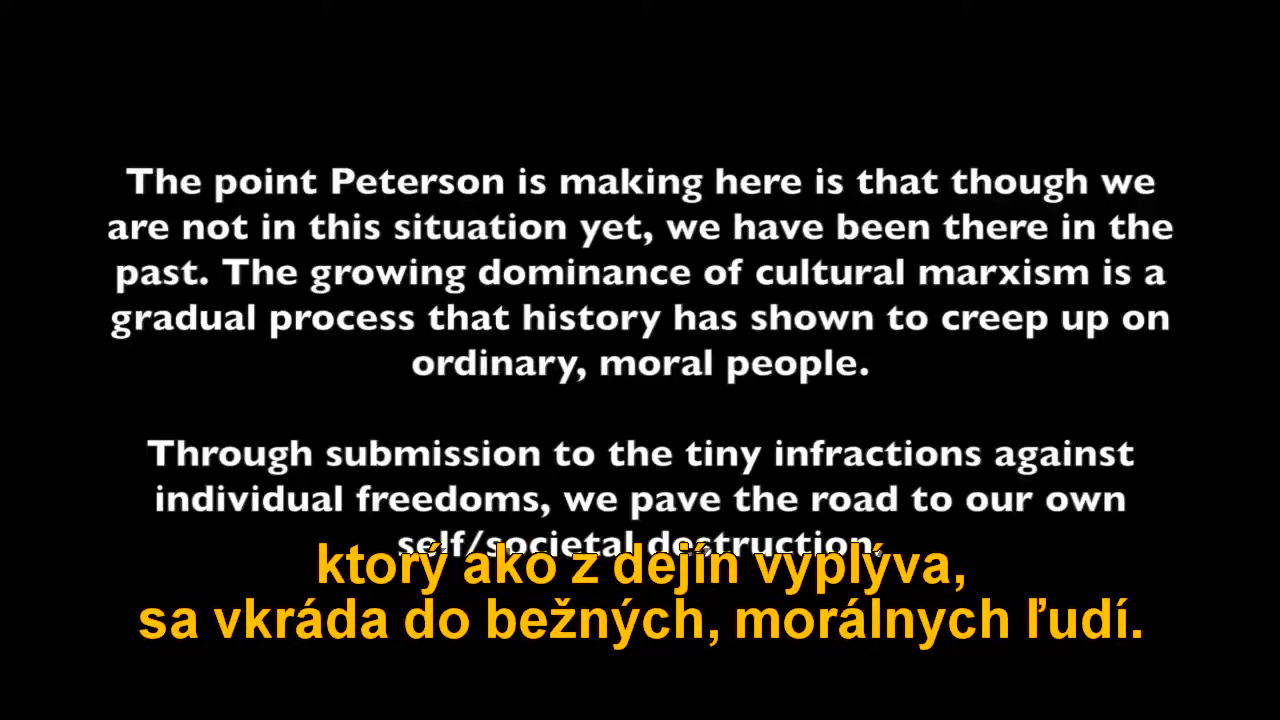 The point Peterson is making here is that though we
are not in this situation yet, we have been there in the
past. The growing dominance of cultural marxism is a
gradual process that history has shown to creep up on
ordinary, moral people.
Through submission to the tiny infractions against
individual freedoms, we pave the road to our own
self/societal destruction.
ktorý ako z dejín vyplýva,
sa vkráda do bežných, morálnych ľudí.